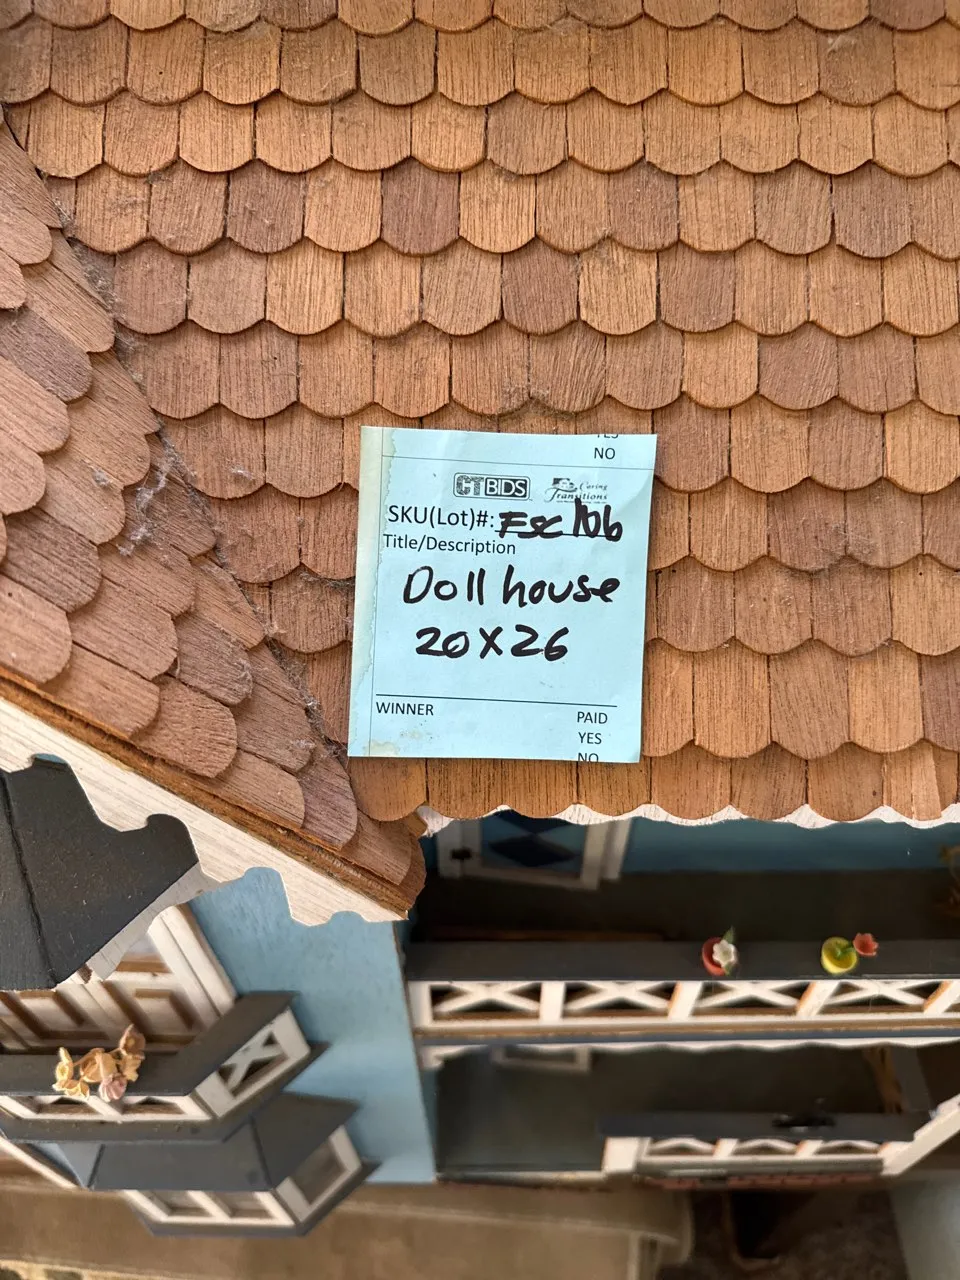 YES
NO
CTBIDS Caring Transitions
SKU(Lot)#: Fsc 106
Title/Description
Doll house
20X26
WINNER PAID
YES
NO